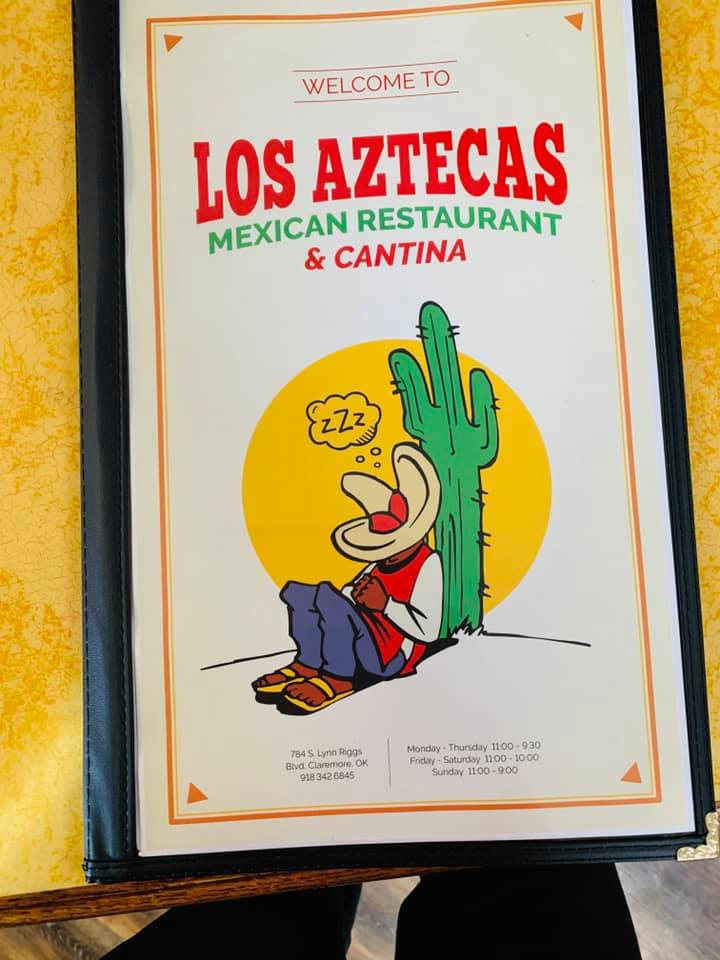 WELCOME TO
LOS AZTECAS
MEXICAN RESTAURANT
& CANTINA
zZz
784 S. Lynn Riggs
Blvd. Claremore, OK
918.342.6845
Monday - Thursday 11:00 - 9:30
Friday - Saturday 11:00 - 10:00
Sunday 11:00 - 9:00